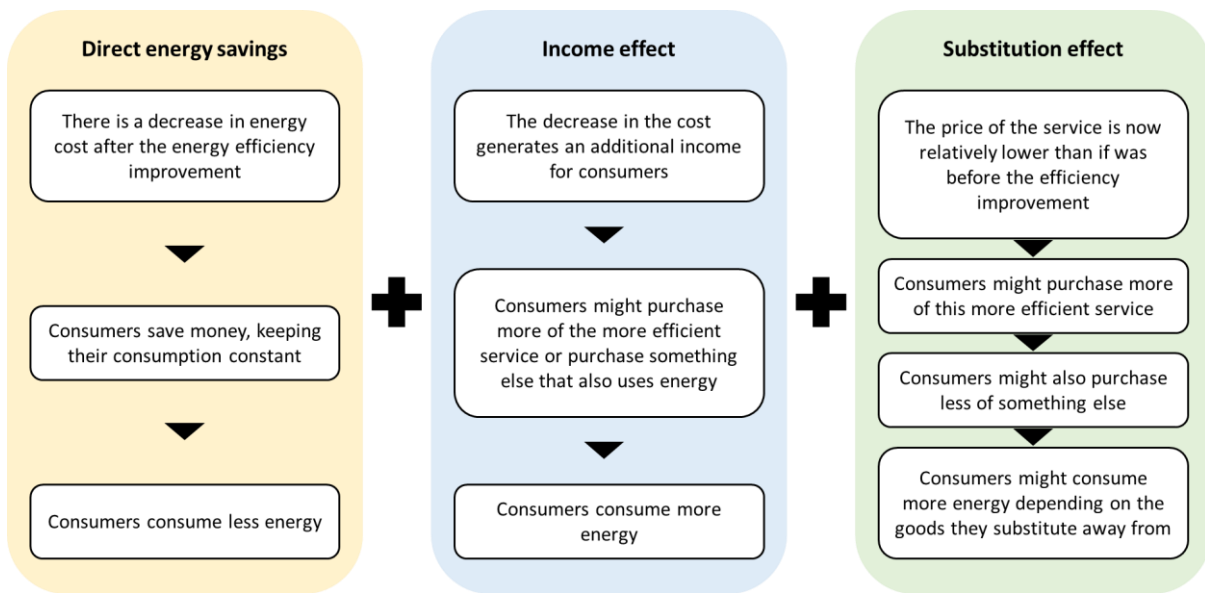 Direct energy savings
There is a decrease in energy
cost after the energy efficiency
improvement
Consumers save money, keeping
their consumption constant
Consumers consume less energy
Income effect
The decrease in the cost
generates an additional income
for consumers
Consumers might purchase
more of the more efficient
service or purchase something
else that also uses energy
Consumers consume more
energy
Substitution effect
The price of the service is now
relatively lower than if was
before the efficiency
improvement
Consumers might purchase more
of this more efficient service
Consumers might also purchase
less of something else
Consumers might consume
more energy depending on the
goods they substitute away from